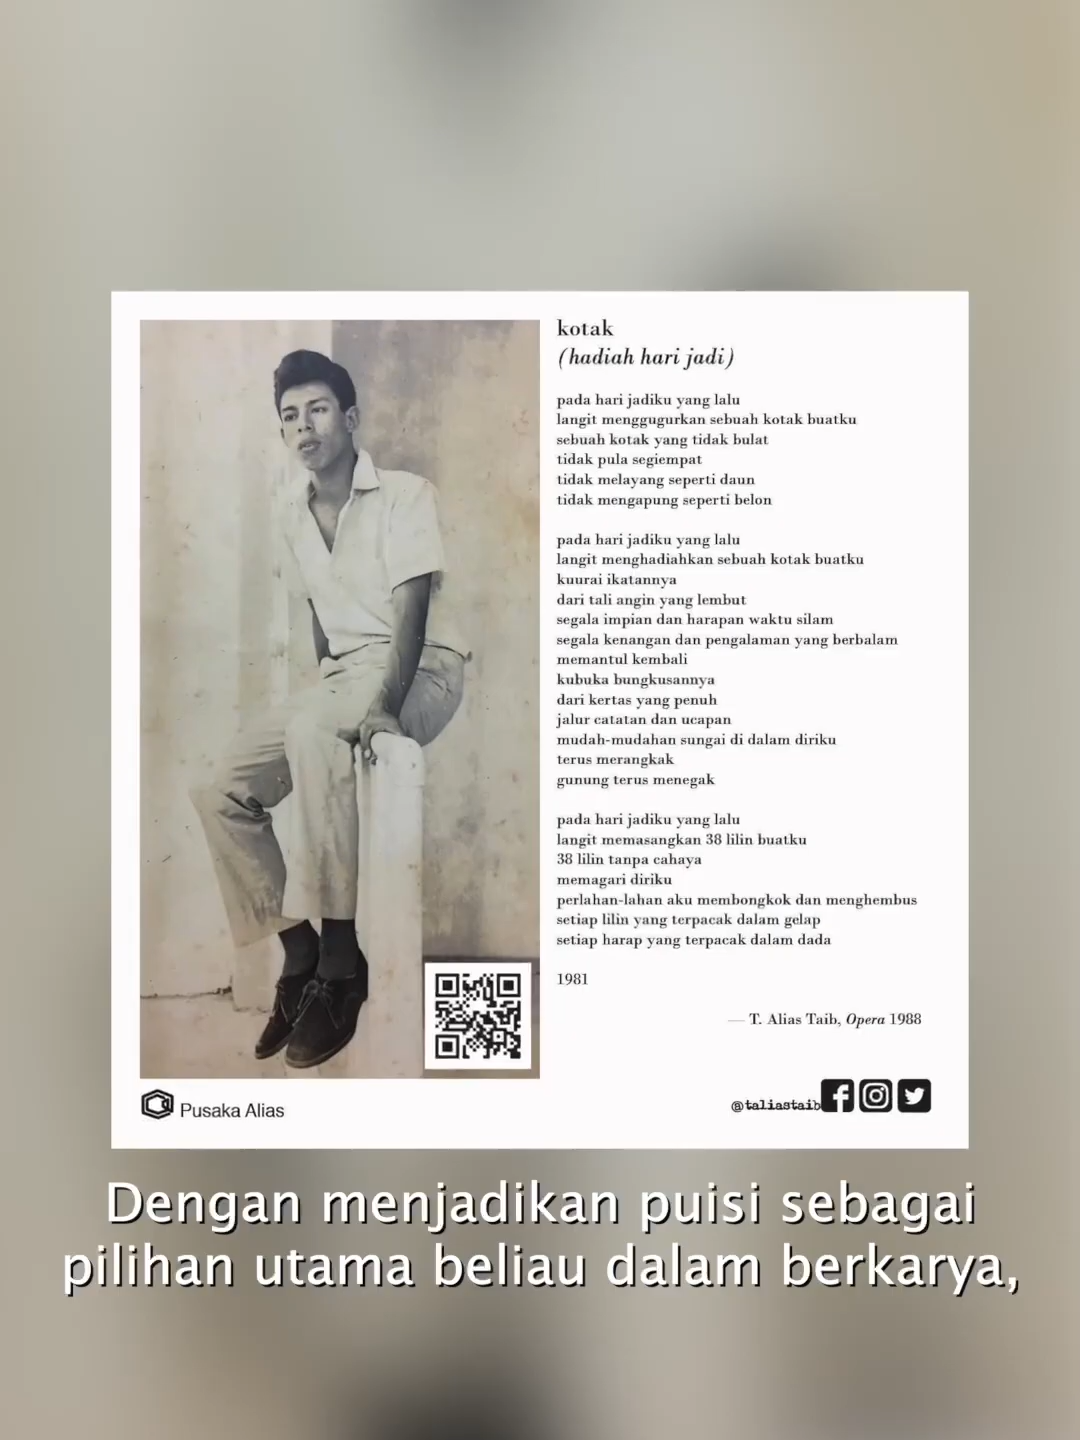 kotak
(hadiah hari jadi)
pada hari jadiku yang lalu
langit menggugurkan sebuah kotak buatku
sebuah kotak yang tidak bulat
tidak pula segiempat
tidak melayang seperti daun
tidak mengapung seperti belon
pada hari jadiku yang lalu
langit menghadiahkan sebuah kotak buatku
kuurai ikatannya
dari tali angin yang lembut
segala impian dan harapan waktu silam
segala kenangan dan pengalaman yang berbalam
memantul kembali
kubuka bungkusannya
dari kertas yang penuh
jalur catatan dan ucapan
mudah-mudahan sungai di dalam diriku
terus merangkak
gunung terus menegak
pada hari jadiku yang lalu
langit memasangkan 38 lilin buatku
38 lilin tanpa cahaya
memagari diriku
perlahan-lahan aku membongkok dan menghembus
setiap lilin yang terpacak dalam gelap
setiap harap yang terpacak dalam dada
1981
— T. Alias Taib, Opera 1988
Pusaka Alias
@taliastaib
Dengan menjadikan puisi sebagai
pilihan utama beliau dalam berkarya,